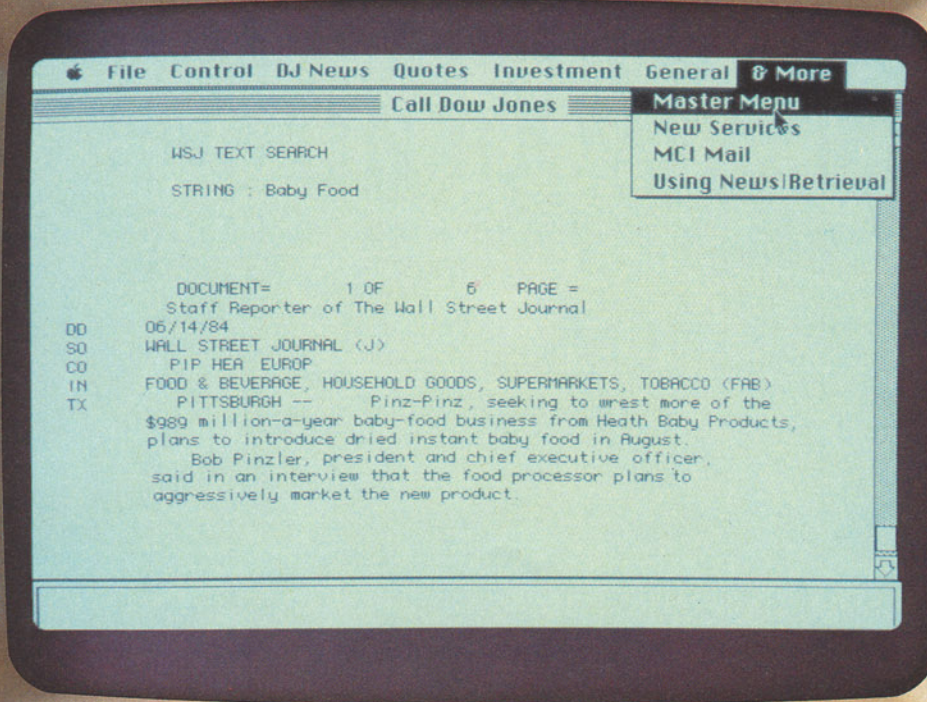 File Control DJ News Quotes Investment General & More
Call Dow Jones
Master Menu
New Services
MCI Mail
Using News|Retrieval
WSJ TEXT SEARCH
STRING : Baby Food
DOCUMENT= 1 OF 6 PAGE =
Staff Reporter of The Wall Street Journal
DD 06/14/84
SO WALL STREET JOURNAL (J)
CO PIP HEA EUROP
IN FOOD & BEVERAGE, HOUSEHOLD GOODS, SUPERMARKETS, TOBACCO (FAB)
TX PITTSBURGH -- Pinz-Pinz, seeking to wrest more of the
$989 million-a-year baby-food business from Heath Baby Products,
plans to introduce dried instant baby food in August.
Bob Pinzler, president and chief executive officer,
said in an interview that the food processor plans to
aggressively market the new product.